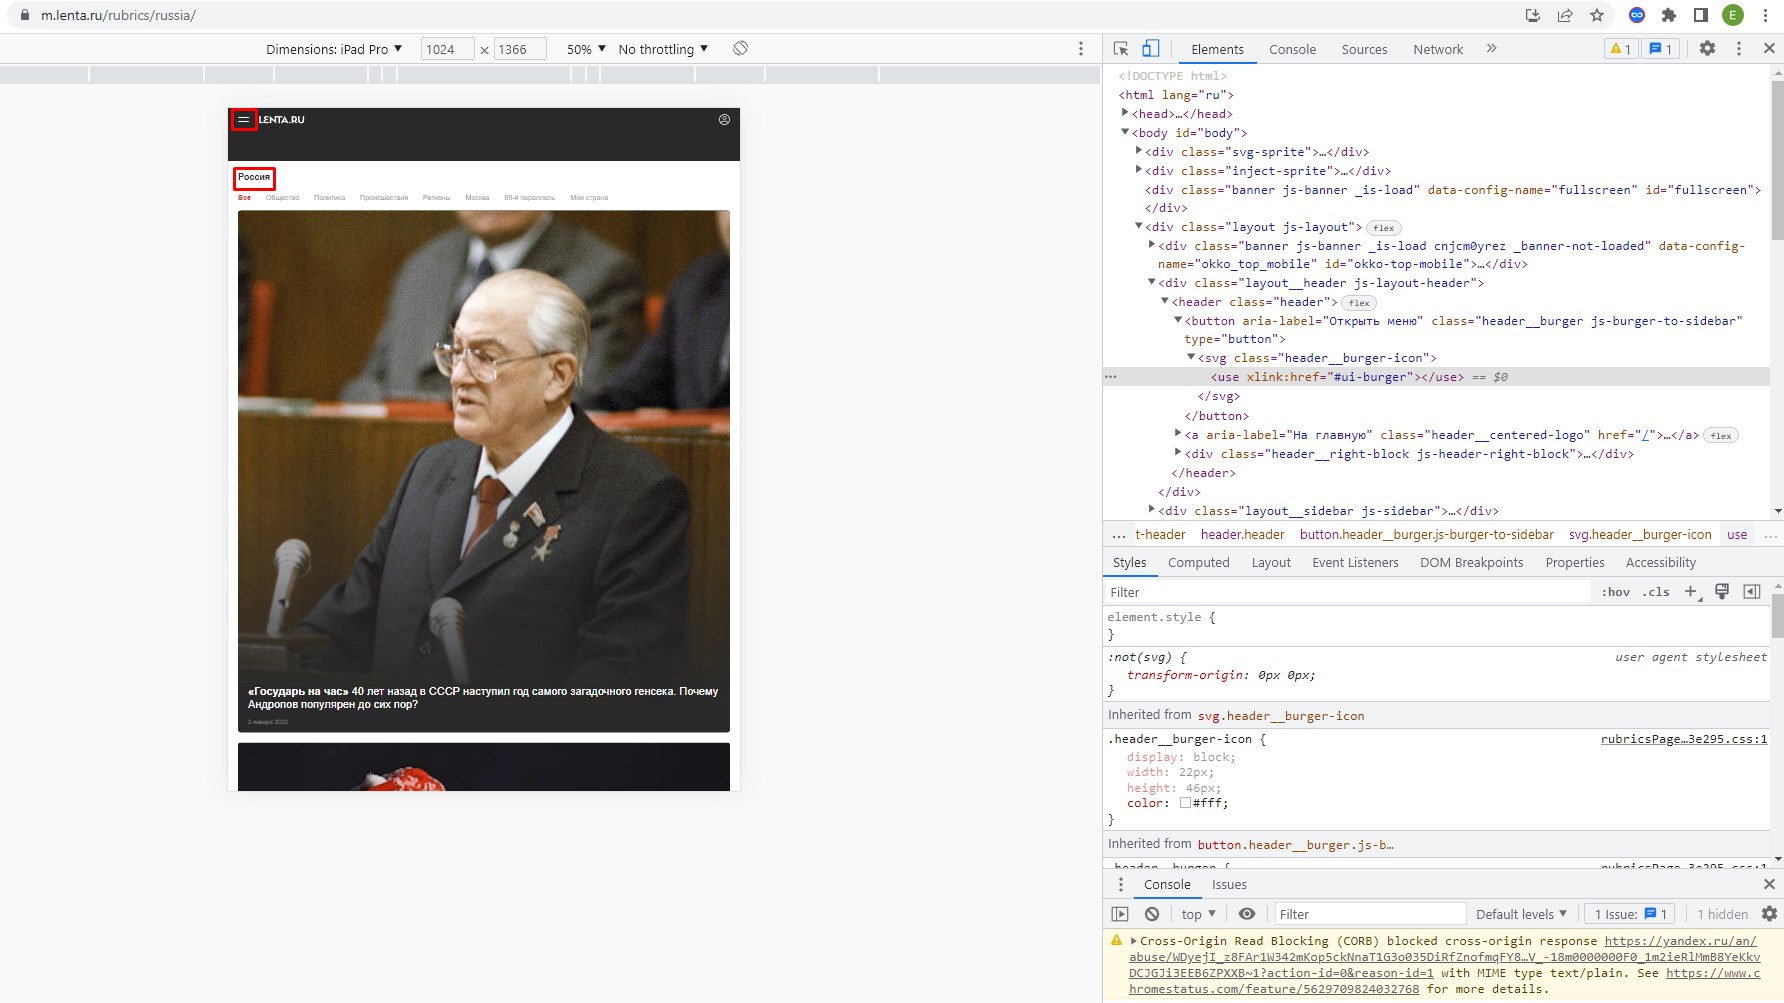 m.lenta.ru/rubrics/russia/
E
Dimensions: iPad Pro ▼ 1024 × 1366 50% ▼ No throttling ▼
LENTA.RU
Россия
Все Общество Политика Происшествия Регионы Москва 69-я параллель Моя страна
«Государь на час» 40 лет назад в СССР наступил год самого загадочного генсека. Почему
Андропов популярен до сих пор?
2 января 2023
Elements Console Sources Network » 1 1
<!DOCTYPE html>
<html lang="ru">
<head>…</head>
<body id="body">
<div class="svg-sprite">…</div>
<div class="inject-sprite">…</div>
<div class="banner js-banner _is-load" data-config-name="fullscreen" id="fullscreen">
</div>
<div class="layout js-layout"> flex
<div class="banner js-banner _is-load cnjcm0yrez _banner-not-loaded" data-config-
name="okko_top_mobile" id="okko-top-mobile">…</div>
<div class="layout__header js-layout-header">
<header class="header"> flex
<button aria-label="Открыть меню" class="header__burger js-burger-to-sidebar"
type="button">
<svg class="header__burger-icon">
<use xlink:href="#ui-burger"></use> == $0
</svg>
</button>
<a aria-label="На главную" class="header__centered-logo" href="/">…</a> flex
<div class="header__right-block js-header-right-block">…</div>
</header>
</div>
<div class="layout__sidebar js-sidebar">…</div>
… t-header header.header button.header__burger.js-burger-to-sidebar svg.header__burger-icon use …
Styles Computed Layout Event Listeners DOM Breakpoints Properties Accessibility
Filter :hov .cls +
element.style {
}
:not(svg) { user agent stylesheet
transform-origin: 0px 0px;
}
Inherited from svg.header__burger-icon
.header__burger-icon { rubricsPage…3e295.css:1
display: block;
width: 22px;
height: 46px;
color: #fff;
}
Inherited from button.header__burger.js-b…
.header__burger { rubricsPage…3e295.css:1
Console Issues
top ▼ Filter Default levels ▼ 1 Issue: 1 1 hidden
Cross-Origin Read Blocking (CORB) blocked cross-origin response https://yandex.ru/an/
abuse/WDyejI_z8FAr1W342mKop5ckNnaT1G3o035DiRfZnofmqFY8…V_-18m0000000F0_1m2ieRlMmB8YeKkv
DCJGJi3EEB6ZPXXB~1?action-id=0&reason-id=1 with MIME type text/plain. See https://www.c
hromestatus.com/feature/5629709824032768 for more details.